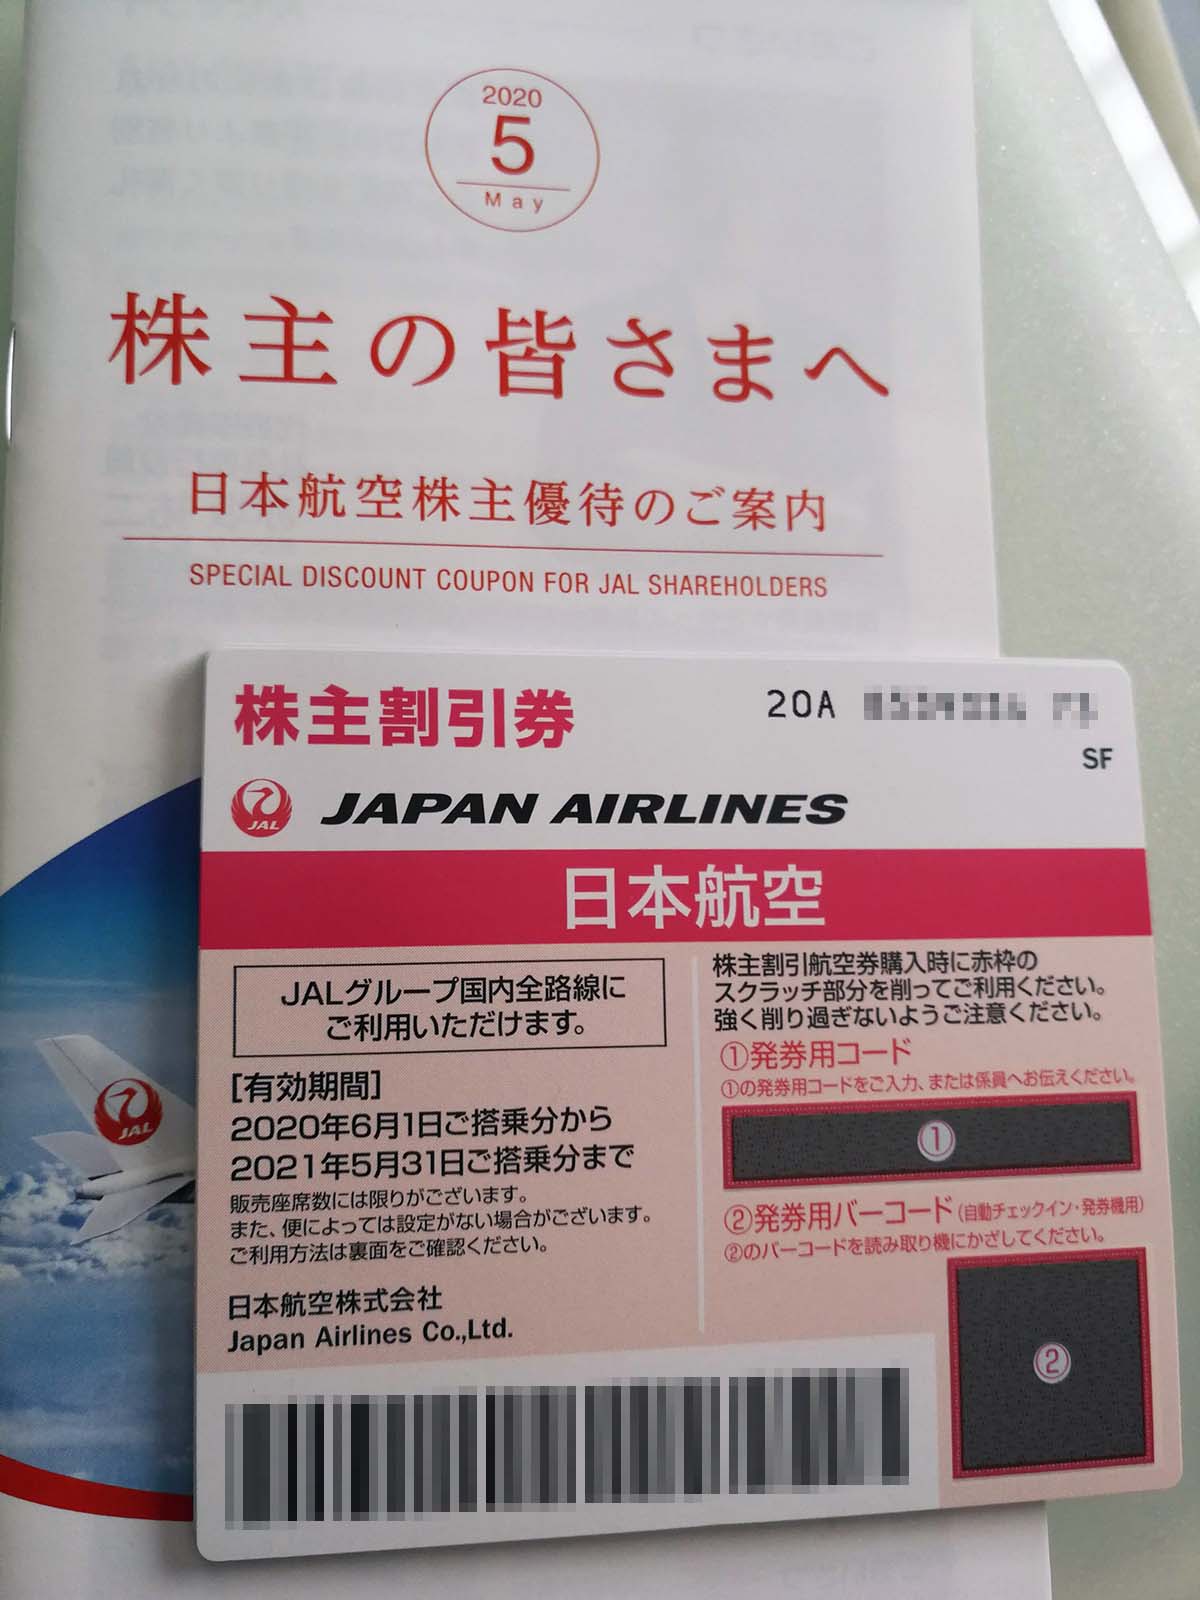 2020
5
May
株主の皆さまへ
日本航空株主優待のご案内
SPECIAL DISCOUNT COUPON FOR JAL SHAREHOLDERS
株主割引券
20A
SF
JAL
JAPAN AIRLINES
日本航空
JALグループ国内全路線に
ご利用いただけます。
[有効期間]
2020年6月1日ご搭乗分から
2021年5月31日ご搭乗分まで
販売座席数には限りがございます。
また、便によっては設定がない場合がございます。
ご利用方法は裏面をご確認ください。
日本航空株式会社
Japan Airlines Co.,Ltd.
株主割引航空券購入時に赤枠の
スクラッチ部分を削ってご利用ください。
強く削り過ぎないようご注意ください。
①発券用コード
①の発券用コードをご入力、または係員へお伝えください。
①
②発券用バーコード(自動チェックイン・発券機用)
②のバーコードを読み取り機にかざしてください。
②
JAL